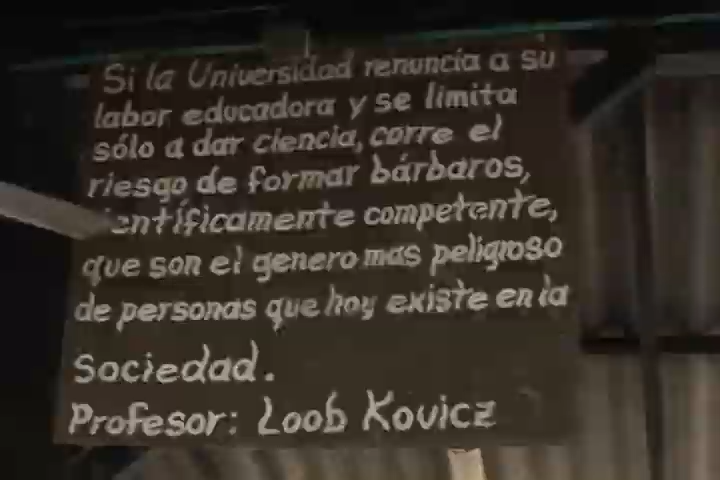 Si la Universidad renuncia a su
labor educadora y se limita
sólo a dar ciencia, corre el
riesgo de formar bárbaros,
ientíficamente competente,
que son el genero mas peligroso
de personas que hoy existe en la
Sociedad.
Profesor: Loob Kovicz